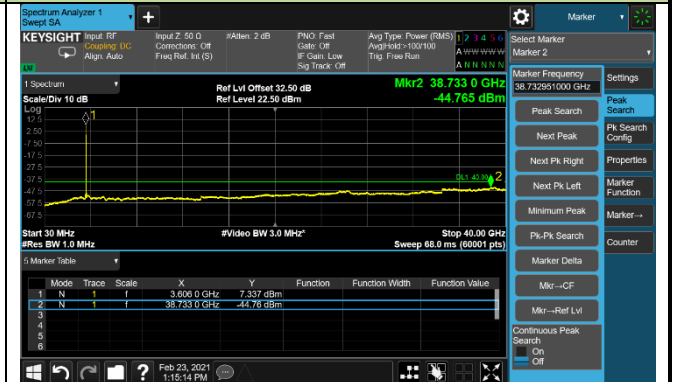 Spectrum Analyzer 1
Swept SA
+
Marker
KEYSIGHT
Input: RF
Coupling: DC
Align: Auto
Input Z: 50 Ω
Corrections: Off
Freq Ref: Int (S)
#Atten: 2 dB
PNO: Fast
Gate: Off
IF Gain: Low
Sig Track: Off
Avg Type: Power (RMS)
Avg|Hold:>100/100
Trig: Free Run
1 2 3 4 5 6
A W W W W W
A N N N N N
LXI
Select Marker
Marker 2
1 Spectrum
Scale/Div 10 dB
Ref Lvl Offset 32.50 dB
Ref Level 22.50 dBm
Mkr2 38.733 0 GHz
-44.765 dBm
Log
12.5
2.50
-7.50
-17.5
-27.5
-37.5
-47.5
-57.5
-67.5
1
2
Start 30 MHz
#Res BW 1.0 MHz
#Video BW 3.0 MHz*
Stop 40.00 GHz
Sweep 68.0 ms (60001 pts)
5 Marker Table
Mode Trace Scale X Y Function Function Width Function Value
1 N 1 f 3.606 0 GHz 7.337 dBm
2 N 1 f 38.733 0 GHz -44.76 dBm
3
4
5
6
Marker Frequency
38.732951000 GHz
Peak Search
Next Peak
Next Pk Right
Next Pk Left
Minimum Peak
Pk-Pk Search
Marker Delta
Mkr→CF
Mkr→Ref Lvl
Continuous Peak
Search
On
Off
Settings
Peak
Search
Pk Search
Config
Properties
Marker
Function
Marker→
Counter
?
Feb 23, 2021
1:15:14 PM